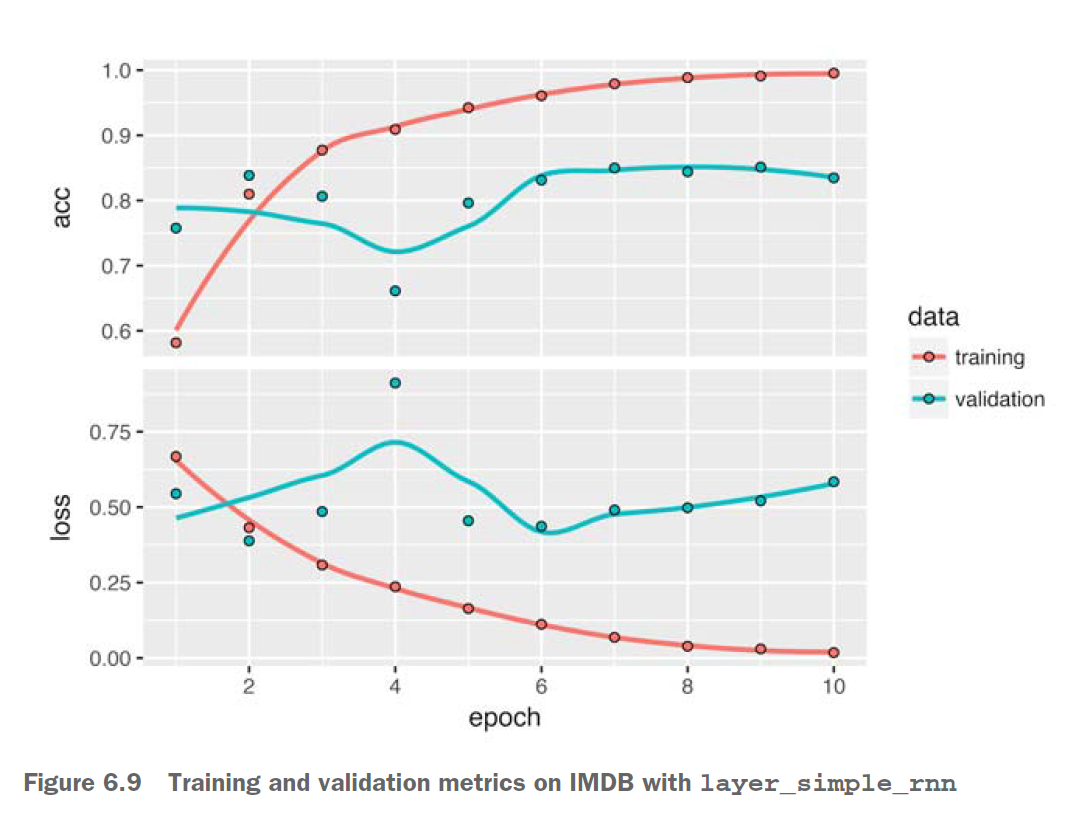 1.0
0.9
acc
0.8
0.7
0.6
data
training
validation
0.75
loss
0.50
0.25
0.00
2 4 6 8 10
epoch
Figure 6.9 Training and validation metrics on IMDB with layer_simple_rnn